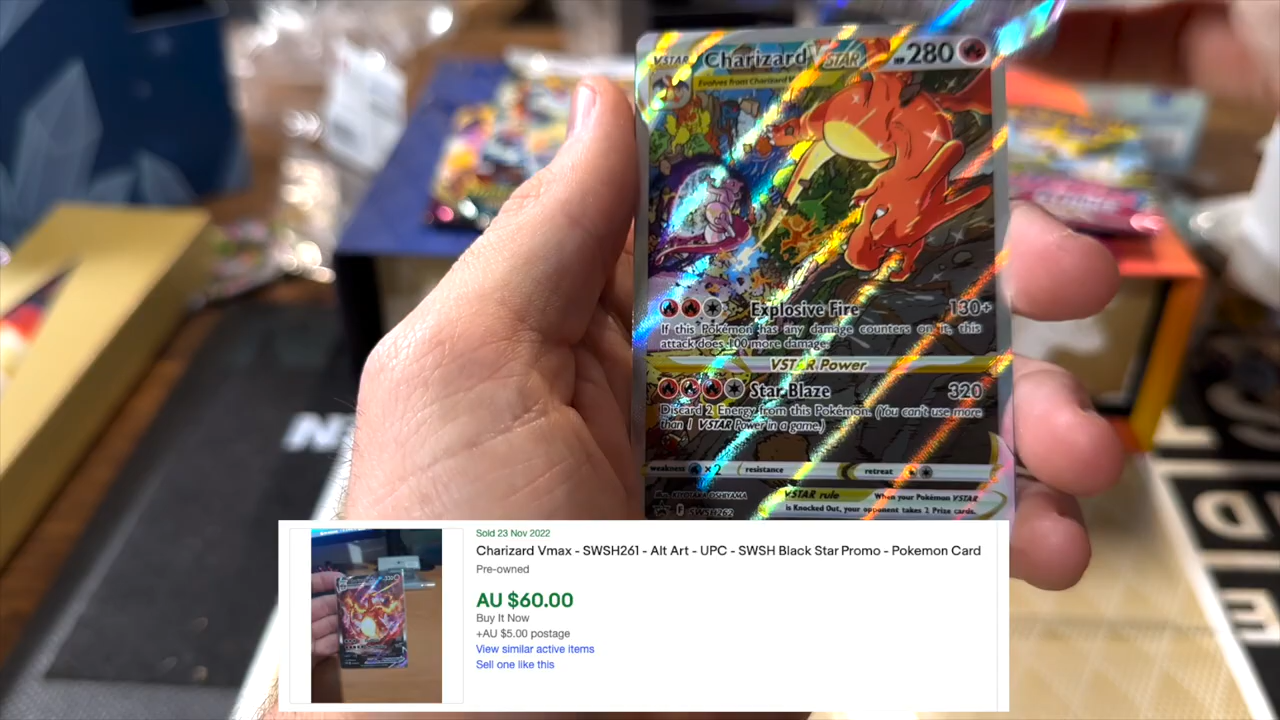 VSTAR Charizard VSTAR HP 280
Evolves from Charizard V
Explosive Fire 130+
If this Pokémon has any damage counters on it, this
attack does 100 more damage.
VSTAR Power
Star Blaze 320
Discard 2 Energy from this Pokémon. (You can't use more
than 1 VSTAR Power in a game.)
weakness ×2 resistance retreat
Illus. KIYOTAKA OSHIYAMA
VSTAR rule When your Pokémon VSTAR
is Knocked Out, your opponent takes 2 Prize cards.
F SWSH262
Sold 23 Nov 2022
Charizard Vmax - SWSH261 - Alt Art - UPC - SWSH Black Star Promo - Pokemon Card
Pre-owned
AU $60.00
Buy It Now
+AU $5.00 postage
View similar active items
Sell one like this